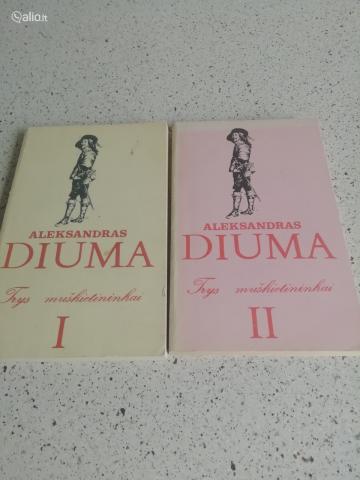 alio.lt
ALEKSANDRAS
DIUMA
Trys muškietininkai
I
ALEKSANDRAS
DIUMA
Trys muškietininkai
II